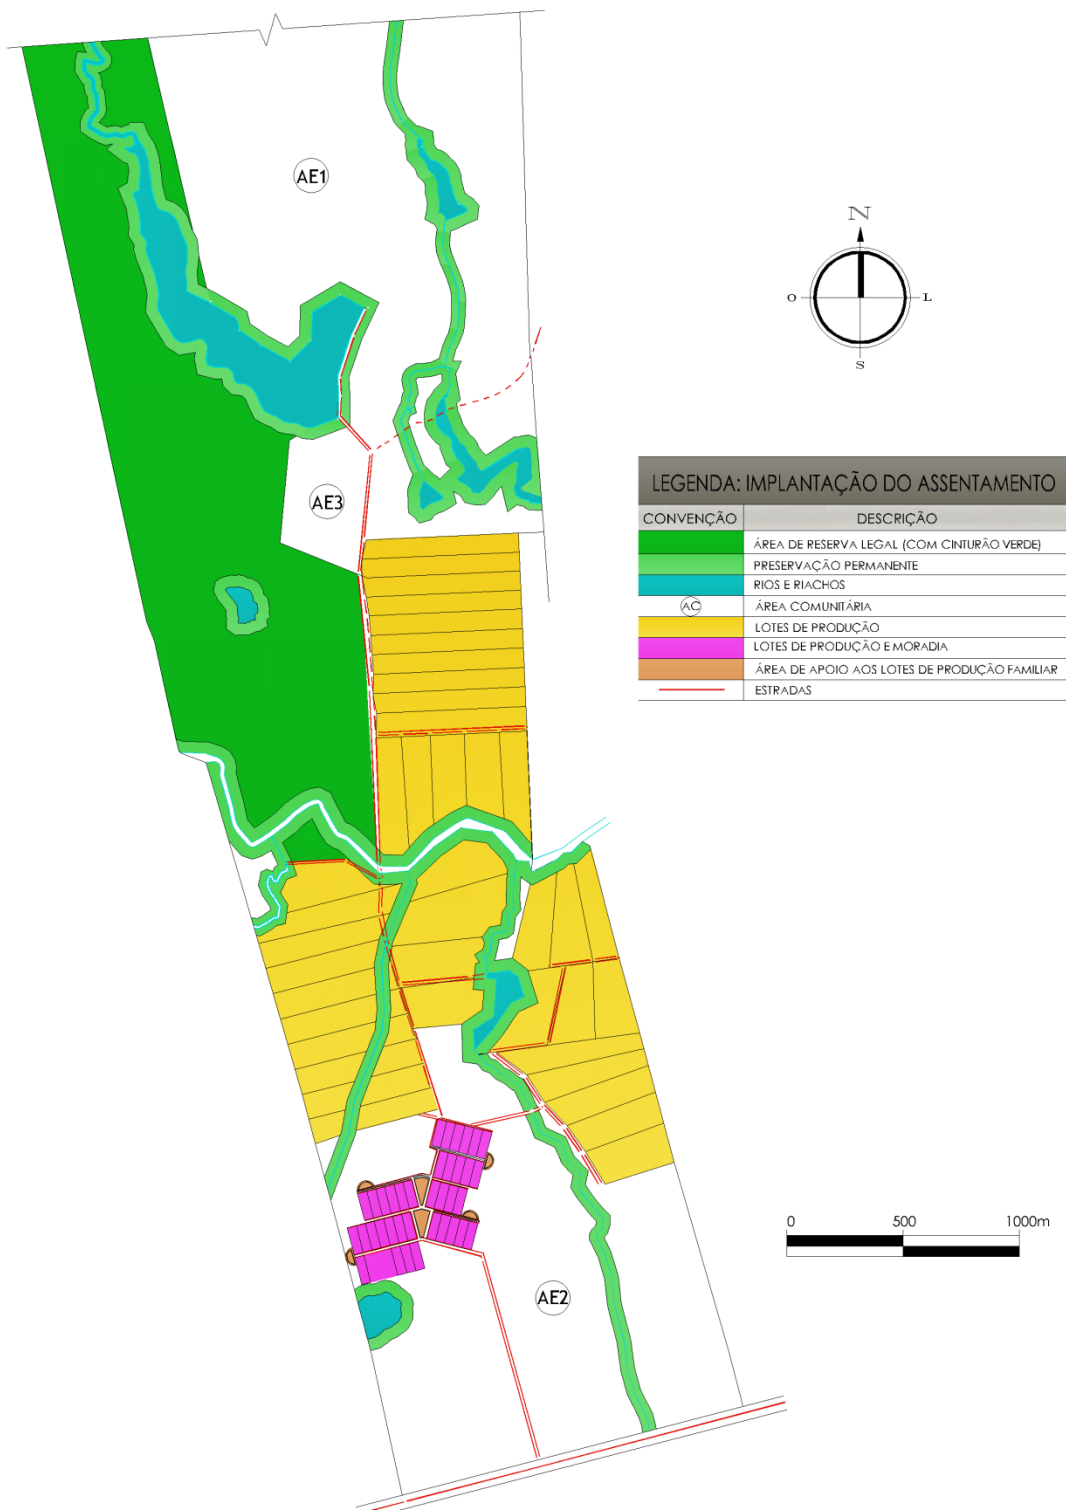 AE1
N
O
L
S
AE3
LEGENDA: IMPLANTAÇÃO DO ASSENTAMENTO
CONVENÇÃO DESCRIÇÃO
ÁREA DE RESERVA LEGAL (COM CINTURÃO VERDE)
PRESERVAÇÃO PERMANENTE
RIOS E RIACHOS
AC ÁREA COMUNITÁRIA
LOTES DE PRODUÇÃO
LOTES DE PRODUÇÃO E MORADIA
ÁREA DE APOIO AOS LOTES DE PRODUÇÃO FAMILIAR
ESTRADAS
0 500 1000m
AE2